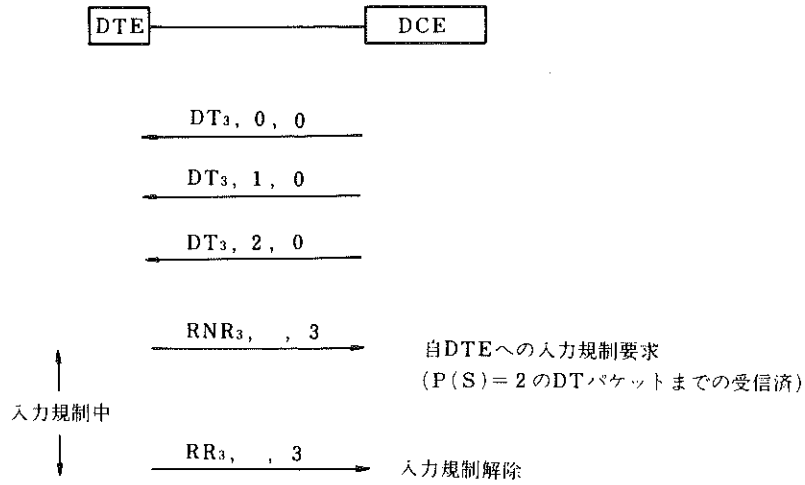 DTE DCE
DT₃, 0, 0
DT₃, 1, 0
DT₃, 2, 0
RNR₃, , 3
自DTEへの入力規制要求
(P(S)=2のDTパケットまでの受信済)
入力規制中
RR₃, , 3 入力規制解除